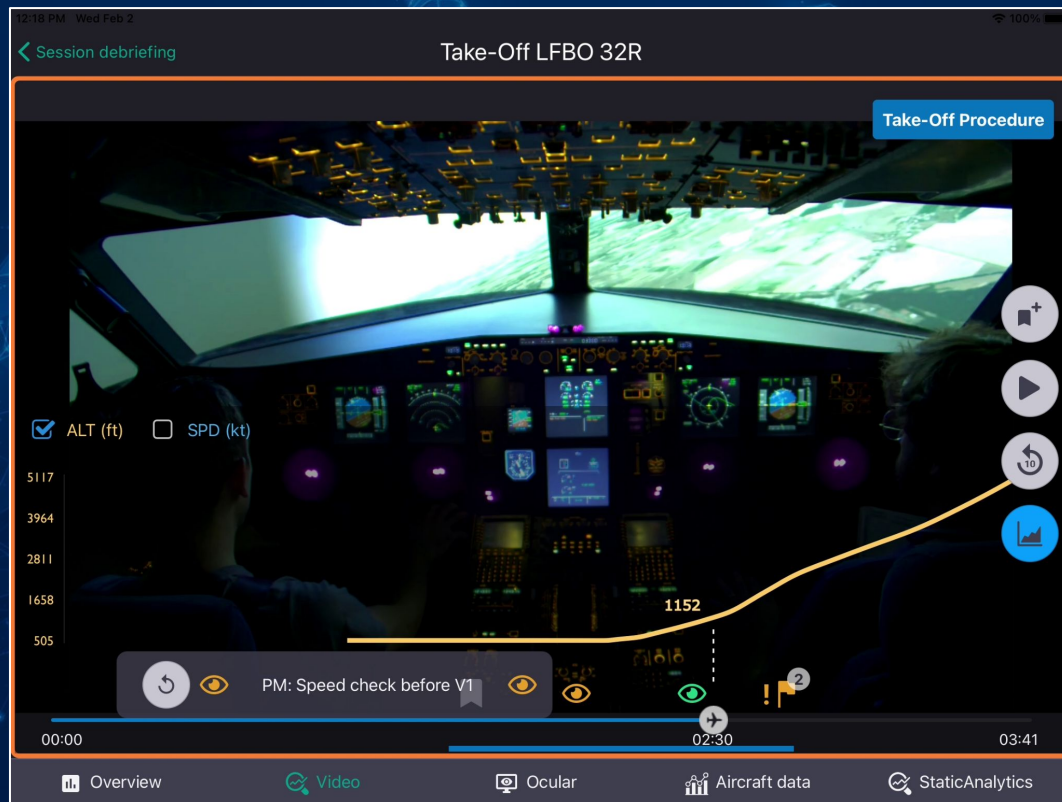 12:18 PM Wed Feb 2
100%
Session debriefing
Take-Off LFBO 32R
Take-Off Procedure
10
ALT (ft)
SPD (kt)
5117
3964
2811
1658
505
1152
PM: Speed check before V1
!
2
00:00
02:30
03:41
Overview
Video
Ocular
Aircraft data
StaticAnalytics